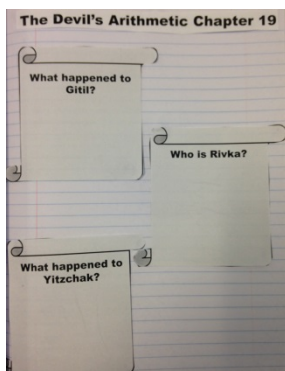 The Devil's Arithmetic Chapter 19
What happened to
Gitil?
Who is Rivka?
What happened to
Yitzchak?